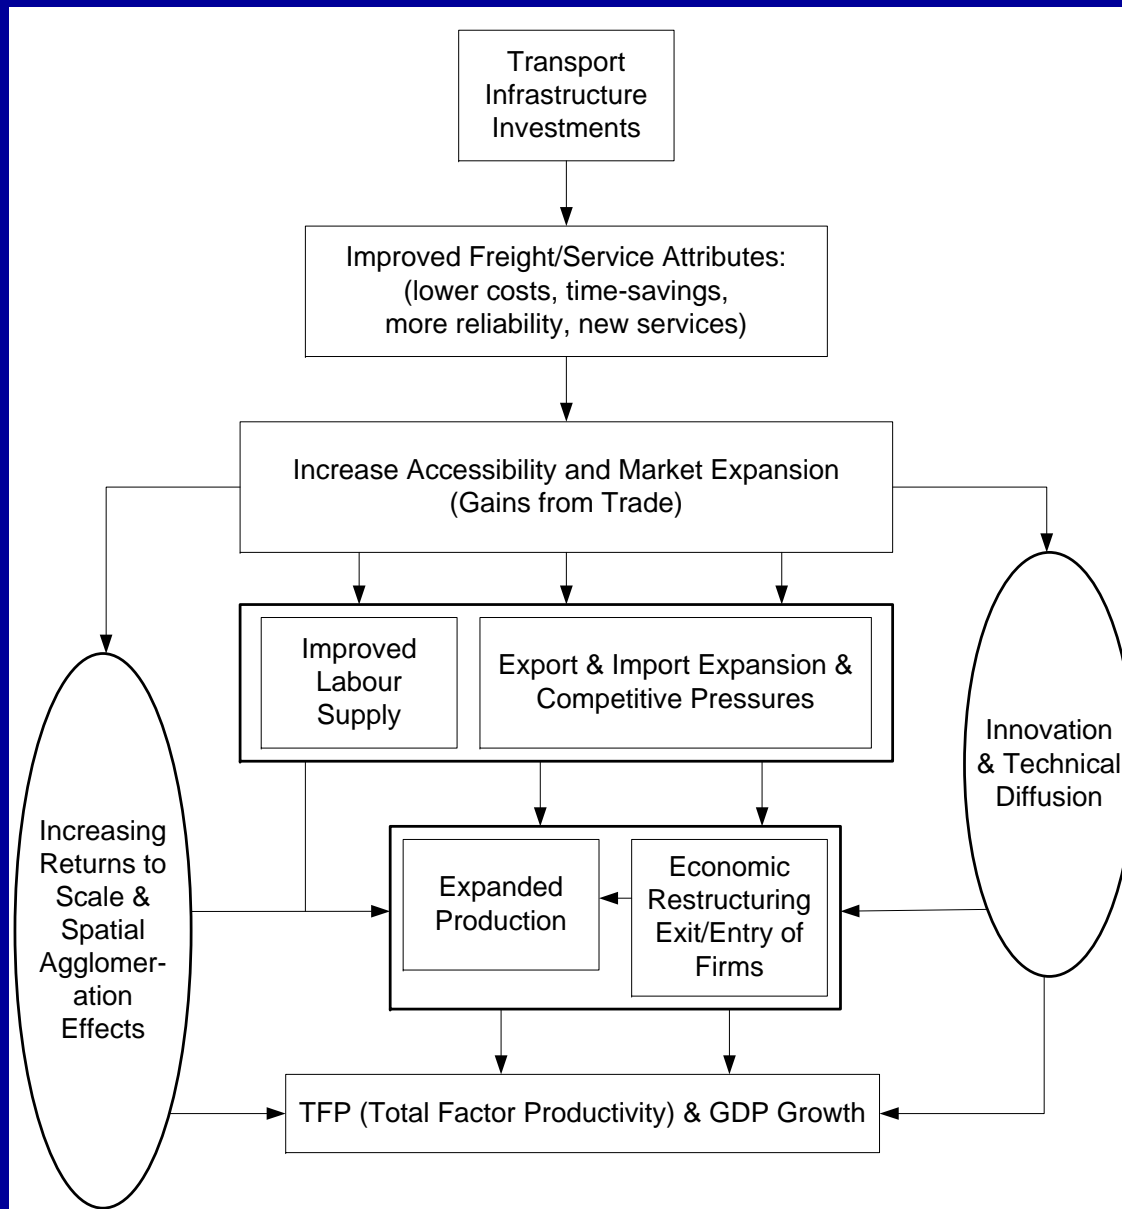 Transport
Infrastructure
Investments
Improved Freight/Service Attributes:
(lower costs, time-savings,
more reliability, new services)
Increase Accessibility and Market Expansion
(Gains from Trade)
Improved
Labour
Supply
Export & Import Expansion &
Competitive Pressures
Innovation
& Technical
Diffusion
Increasing
Returns to
Scale &
Spatial
Agglomer-
ation
Effects
Expanded
Production
Economic
Restructuring
Exit/Entry of
Firms
TFP (Total Factor Productivity) & GDP Growth